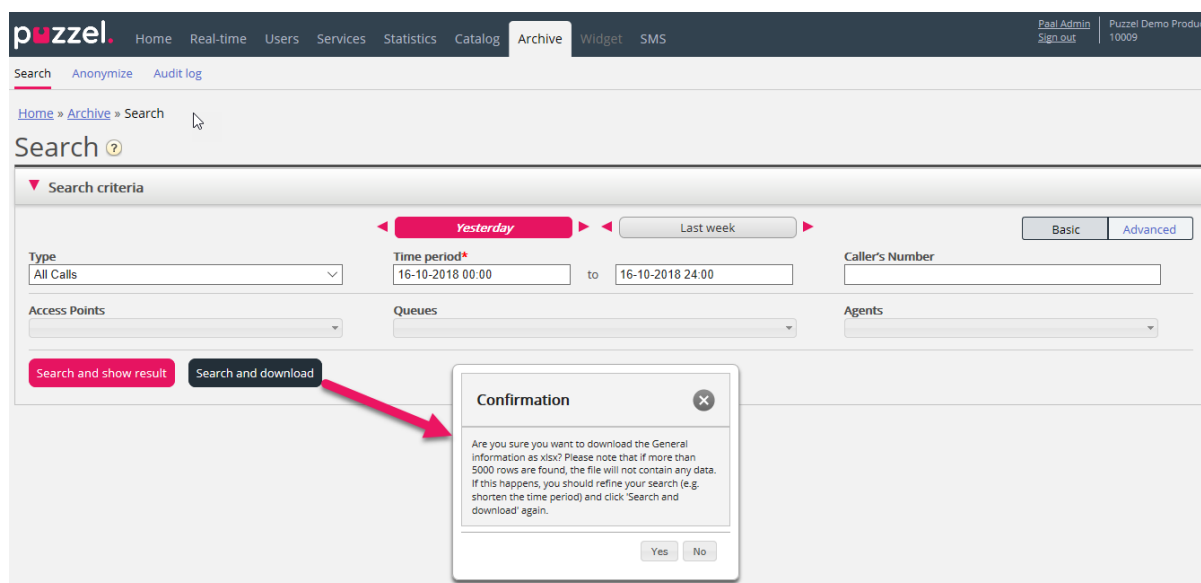 puzzel. Home Real-time Users Services Statistics Catalog Archive Widget SMS
Paal Admin Puzzel Demo Produc
Sign out 10009
Search Anonymize Audit log
Home » Archive » Search
Search ?
Search criteria
Yesterday Last week Basic Advanced
Type Time period* Caller's Number
All Calls 16-10-2018 00:00 to 16-10-2018 24:00
Access Points Queues Agents
Search and show result Search and download
Confirmation
Are you sure you want to download the General
information as xlsx? Please note that if more than
5000 rows are found, the file will not contain any data.
If this happens, you should refine your search (e.g.
shorten the time period) and click 'Search and
download' again.
Yes No